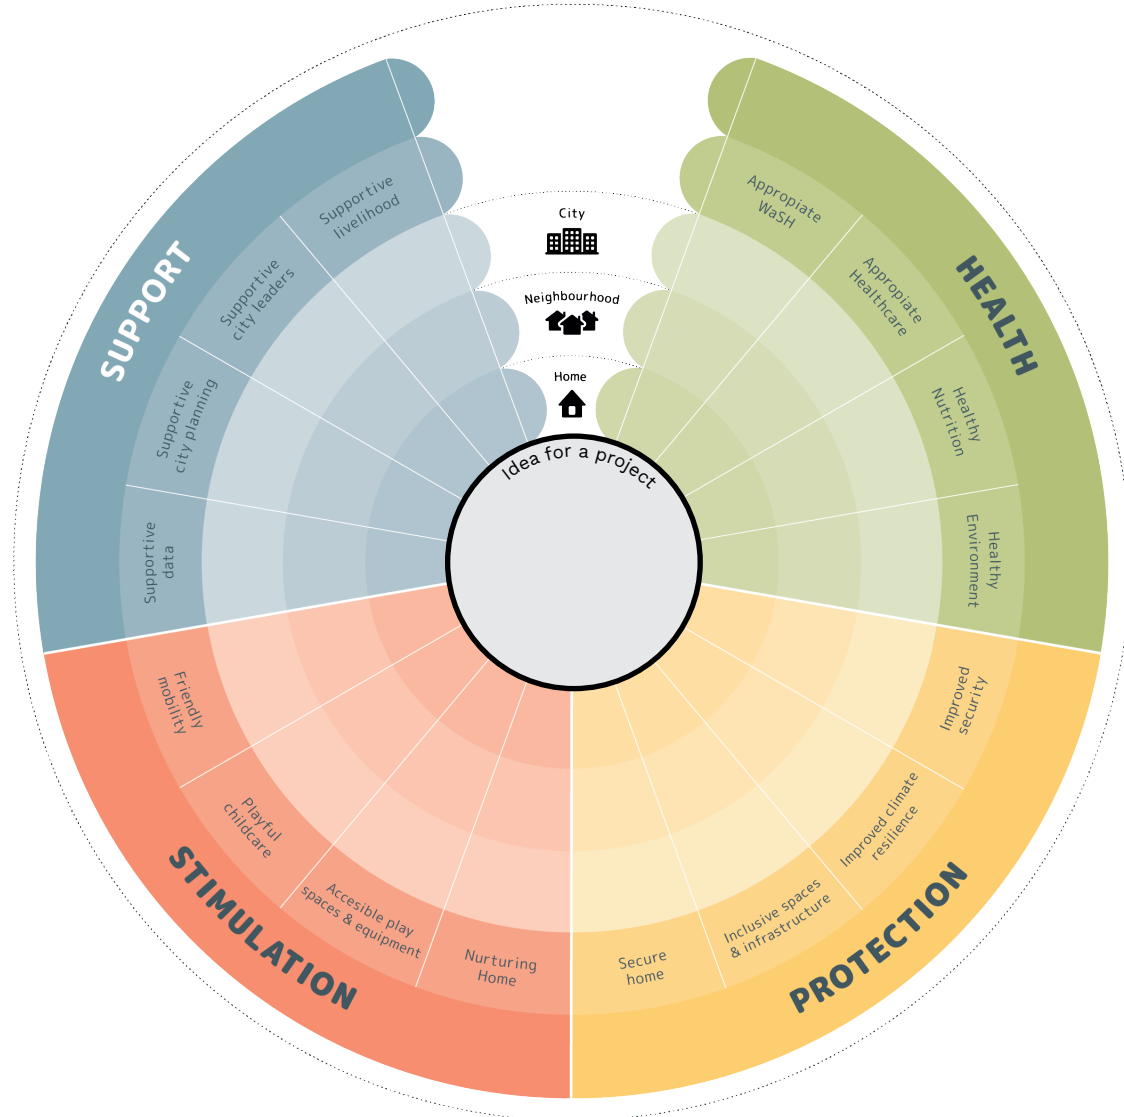 SUPPORT
Supportive
livelihood
Supportive
city leaders
Supportive
city planning
Supportive
data
City
Neighbourhood
Home
Idea for a project
HEALTH
Appropiate
WaSH
Appropiate
Healthcare
Healthy
Nutrition
Healthy
Environment
STIMULATION
Friendly
mobility
Playful
childcare
Accesible play
spaces & equipment
Nurturing
Home
PROTECTION
Improved
security
Improved climate
resilience
Inclusive spaces
& infrastructure
Secure
home